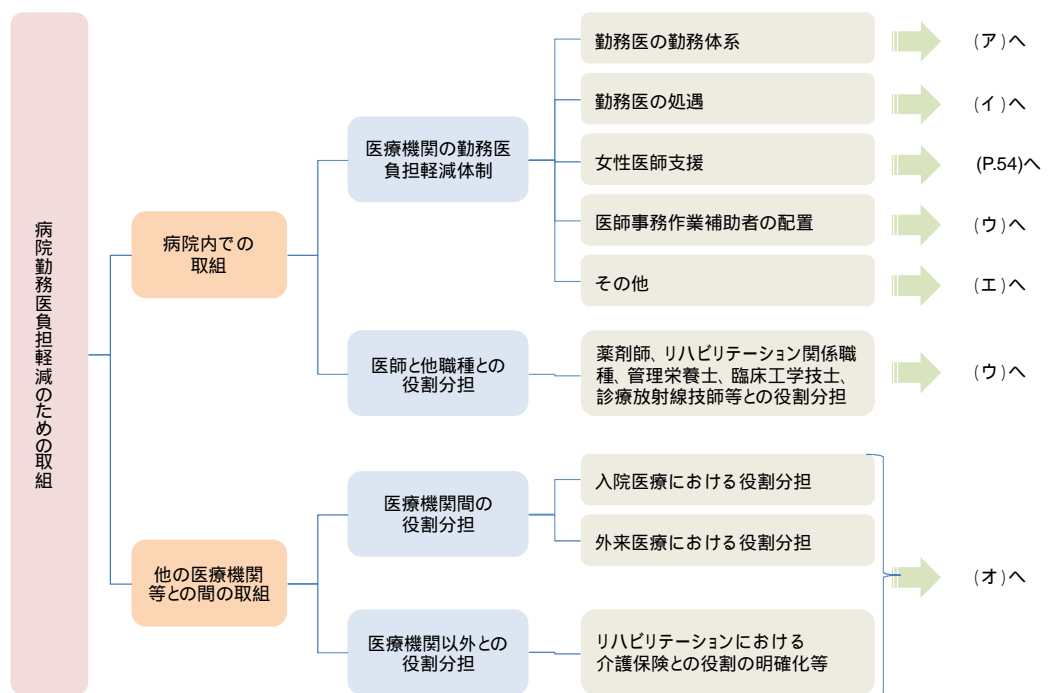 病院勤務医負担軽減のための取組
病院内での
取組
医療機関の勤務医
負担軽減体制
勤務医の勤務体系
(ア)へ
勤務医の処遇
(イ)へ
女性医師支援
(P.54)へ
医師事務作業補助者の配置
(ウ)へ
その他
(エ)へ
医師と他職種との
役割分担
薬剤師、リハビリテーション関係職
種、管理栄養士、臨床工学技士、
診療放射線技師等との役割分担
(ウ)へ
他の医療機関
等との間の取組
医療機関間の
役割分担
入院医療における役割分担
外来医療における役割分担
医療機関以外との
役割分担
リハビリテーションにおける
介護保険との役割の明確化等
(オ)へ